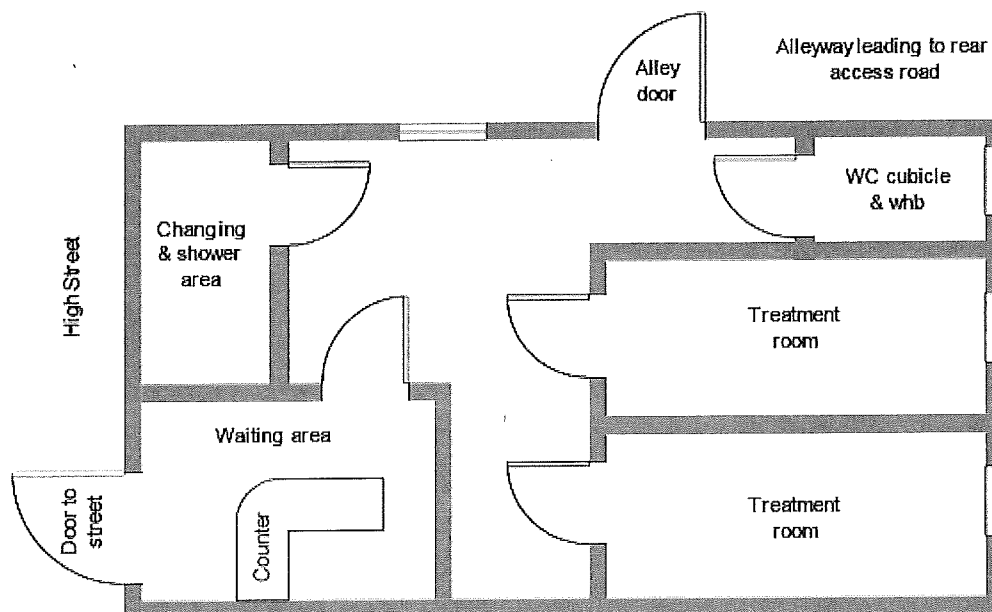 Alleyway leading to rear
access road
Alley
door
WC cubicle
& whb
Changing
& shower
area
High Street
Treatment
room
Waiting area
Door to
street
Counter
Treatment
room